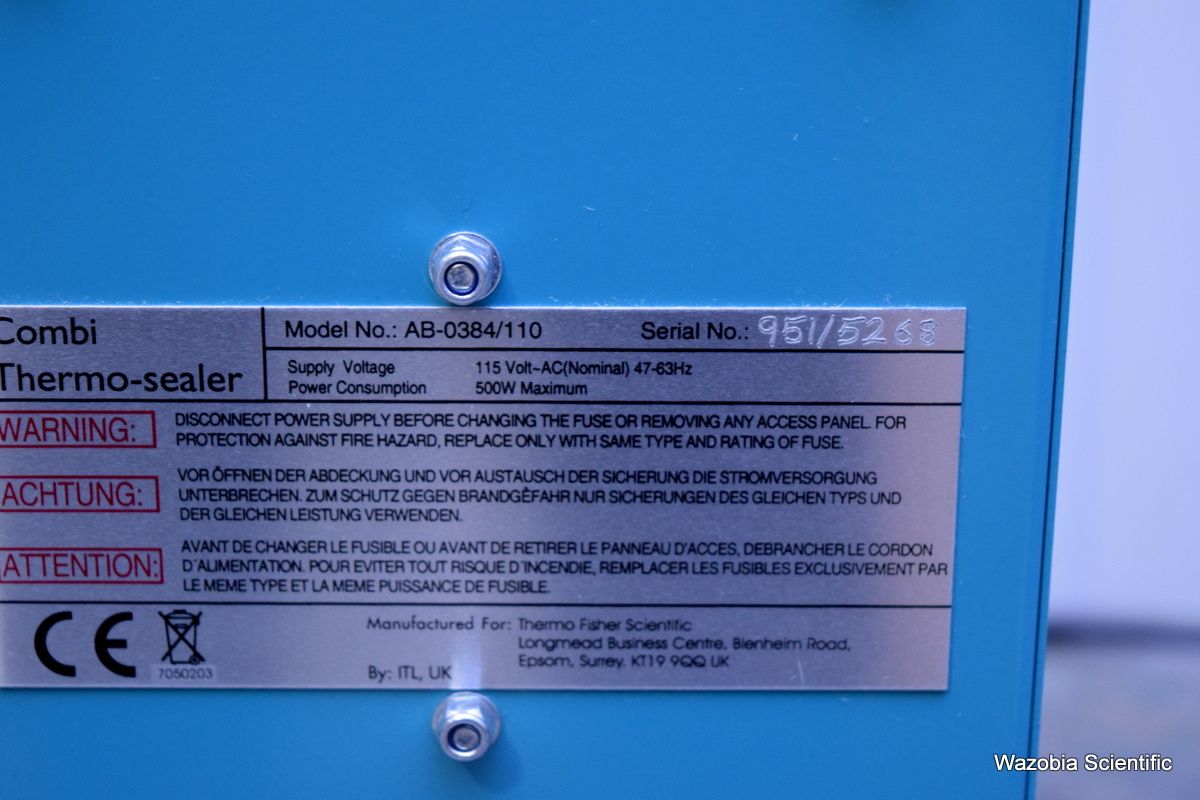 Combi
Thermo-sealer
Model No.: AB-0384/110
Serial No.: 951/5268
Supply Voltage 115 Volt~AC(Nominal) 47-63Hz
Power Consumption 500W Maximum
WARNING:
DISCONNECT POWER SUPPLY BEFORE CHANGING THE FUSE OR REMOVING ANY ACCESS PANEL. FOR
PROTECTION AGAINST FIRE HAZARD, REPLACE ONLY WITH SAME TYPE AND RATING OF FUSE.
ACHTUNG:
VOR ÖFFNEN DER ABDECKUNG UND VOR AUSTAUSCH DER SICHERUNG DIE STROMVERSORGUNG
UNTERBRECHEN. ZUM SCHUTZ GEGEN BRANDGÊFAHR NUR SICHERUNGEN DES GLEICHEN TYPS UND
DER GLEICHEN LEISTUNG VERWENDEN.
ATTENTION:
AVANT DE CHANGER LE FUSIBLE OU AVANT DE RETIRER LE PANNEAU D'ACCES, DEBRANCHER LE CORDON
D'ALIMENTATION. POUR EVITER TOUT RISQUE D'INCENDIE, REMPLACER LES FUSIBLES EXCLUSIVEMENT PAR
LE MEME TYPE ET LA MEME PUISSANCE DE FUSIBLE.
CE
7050203
Manufactured For: Thermo Fisher Scientific
Longmead Business Centre, Blenheim Road,
Epsom, Surrey. KT19 9QQ UK
By: ITL, UK
Wazobia Scientific